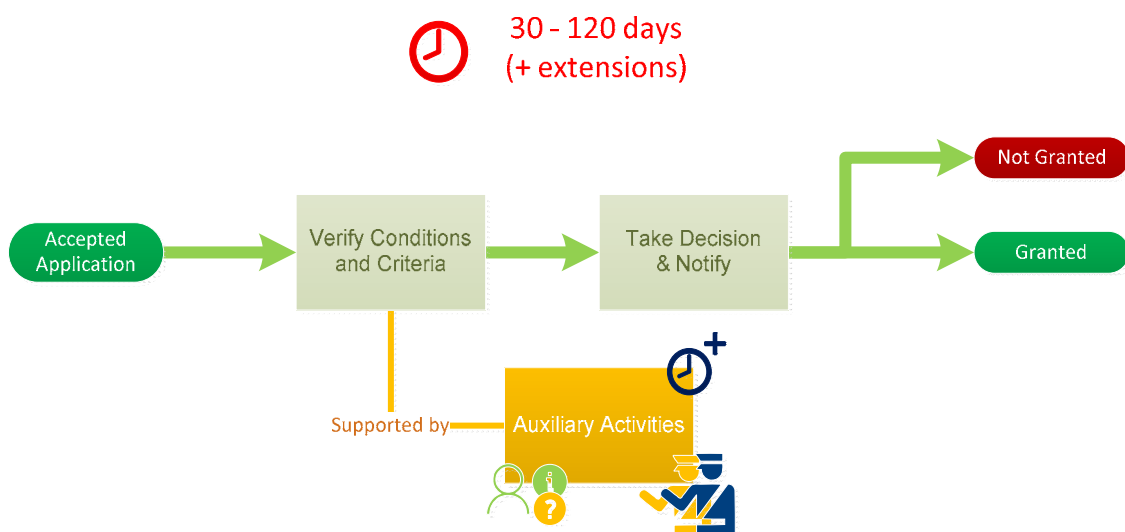 30 - 120 days
(+ extensions)
Not Granted
Accepted
Application
Verify Conditions
and Criteria
Take Decision
& Notify
Granted
Supported by
Auxiliary Activities
i
?